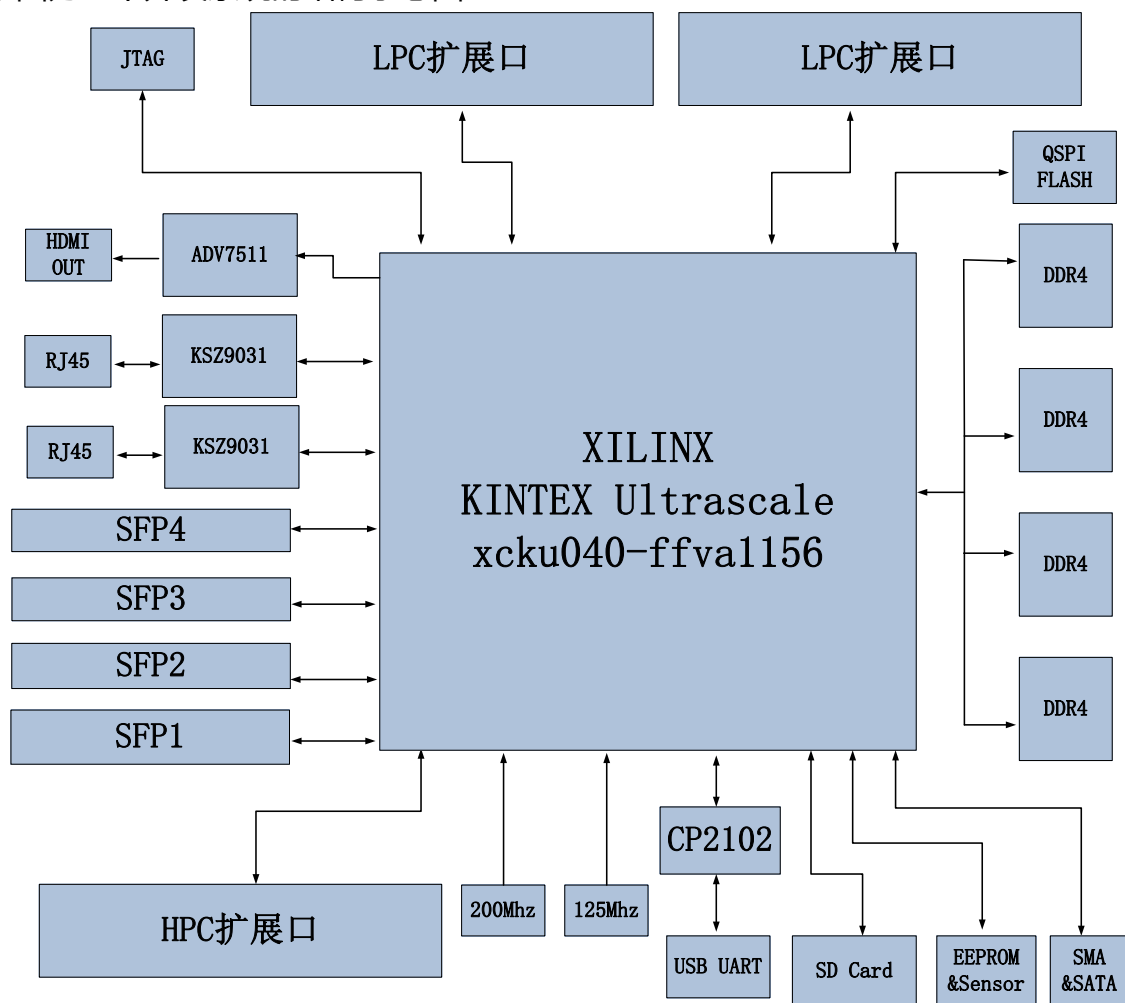 JTAG
LPC扩展口
LPC扩展口
QSPI
FLASH
HDMI
OUT
ADV7511
DDR4
RJ45
KSZ9031
DDR4
RJ45
KSZ9031
XILINX
KINTEX Ultrascale
xcku040-ffva1156
SFP4
DDR4
SFP3
SFP2
DDR4
SFP1
CP2102
HPC扩展口
200Mhz
125Mhz
USB UART
SD Card
EEPROM
&Sensor
SMA
&SATA